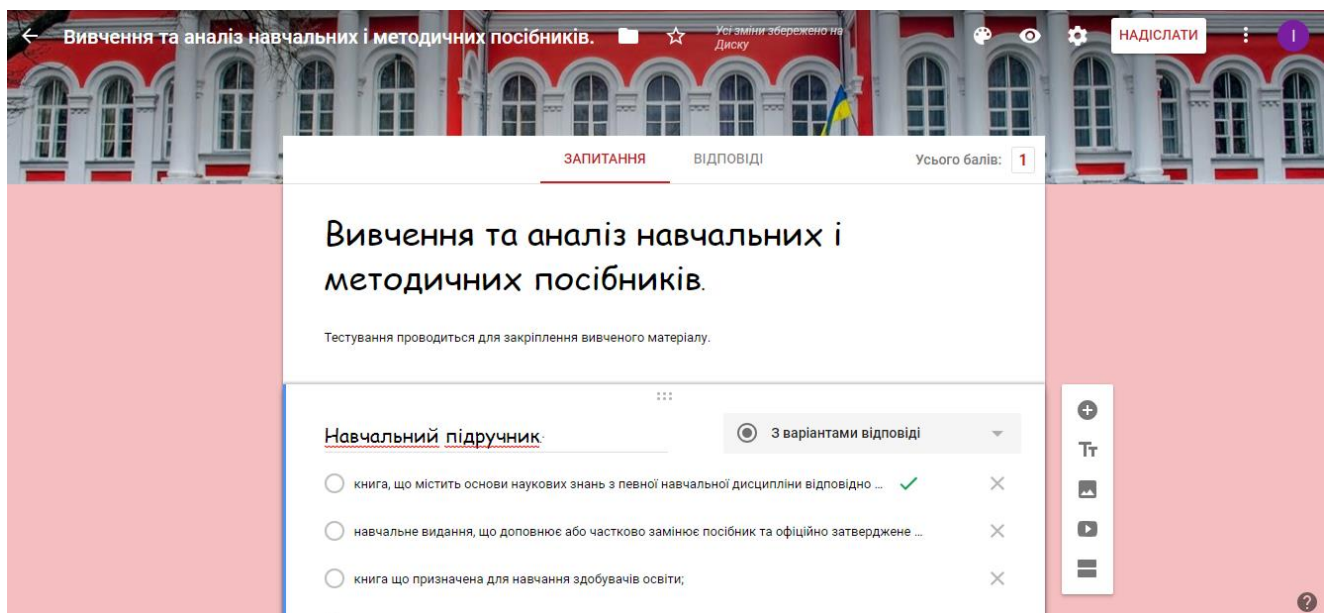 Вивчення та аналіз навчальних і методичних посібників.
Усі зміни збережено на
Диску
НАДІСЛАТИ
І
ЗАПИТАННЯ
ВІДПОВІДІ
Усього балів: 1
Вивчення та аналіз навчальних і
методичних посібників.
Тестування проводиться для закріплення вивченого матеріалу.
Навчальний підручник-
З варіантами відповіді
книга, що містить основи наукових знань з певної навчальної дисципліни відповідно ...
навчальне видання, що доповнює або частково замінює посібник та офіційно затверджене ...
книга що призначена для навчання здобувачів освіти;
Тт